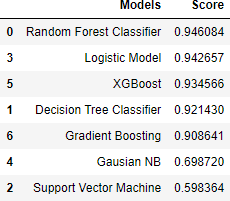 Models Score
0 Random Forest Classifier 0.946084
3 Logistic Model 0.942657
5 XGBoost 0.934566
1 Decision Tree Classifier 0.921430
6 Gradient Boosting 0.908641
4 Gausian NB 0.698720
2 Support Vector Machine 0.598364